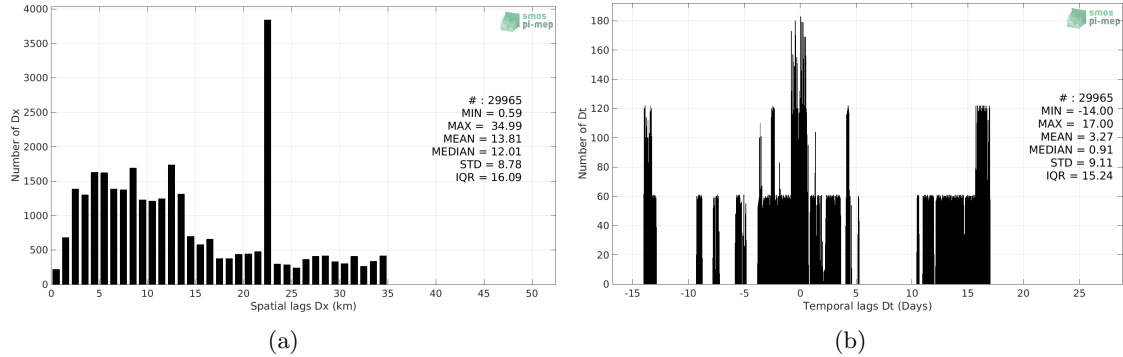 smos
pi-mep
Number of Dx
4000
3500
3000
2500
2000
1500
1000
500
0
# : 29965
MIN = 0.59
MAX = 34.99
MEAN = 13.81
MEDIAN = 12.01
STD = 8.78
IQR = 16.09
0 5 10 15 20 25 30 35 40 45 50
Spatial lags Dx (km)
(a)
smos
pi-mep
Number of Dt
180
160
140
120
100
80
60
40
20
0
# : 29965
MIN = -14.00
MAX = 17.00
MEAN = 3.27
MEDIAN = 0.91
STD = 9.11
IQR = 15.24
-15 -10 -5 0 5 10 15 20 25
Temporal lags Dt (Days)
(b)